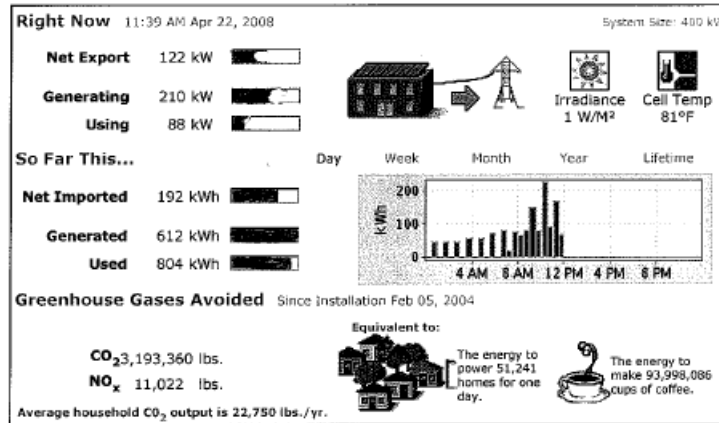 Right Now 11:39 AM Apr 22, 2008
System Size: 400 kW
Net Export 122 kW
Generating 210 kW
Using 88 kW
Irradiance
1 W/M²
Cell Temp
81°F
So Far This...
Day Week Month Year Lifetime
Net Imported 192 kWh
Generated 612 kWh
Used 804 kWh
kWh
200
100
0
4 AM 8 AM 12 PM 4 PM 8 PM
Greenhouse Gases Avoided Since Installation Feb 05, 2004
CO₂3,193,360 lbs.
NOₓ 11,022 lbs.
Average household CO₂ output is 22,750 lbs./yr.
Equivalent to:
The energy to
power 51,241
homes for one
day.
The energy to
make 93,998,086
cups of coffee.